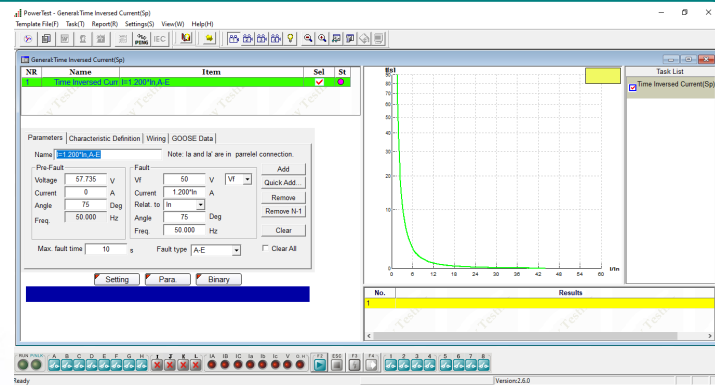 PowerTest - General:Time Inversed Current(Sp)
Template File(F) Task(T) Report(R) Settings(S) View(W) Help(H)
IEC
General:Time Inversed Current(Sp)
NR Name Item Sel St
1 Time Inversed Curr I=1.200*In,A-E
Parameters Characteristic Definition Wiring GOOSE Data
Name I=1.200*In,A-E Note: Ia and Ia' are in parrelel connection.
Pre-Fault Fault Add
Voltage 57.735 V Vf 50 V Vf Quick Add...
Current 0 A Current 1.200*In A Remove
Angle 75 Deg Relat. to In Remove N-1
Freq. 50.000 Hz Angle 75 Deg
Freq. 50.000 Hz Clear
Max. fault time 10 s Fault type A-E Clear All
Setting Para. Binary
t[s]
80
70
60
50
40
30
20
10
0
0 6 12 18 24 30 36 42 48 54 60 I/In
Task List
Time Inversed Current(Sp)
No. Results
1
A B C D E F G H I J K L IA IB IC Ia Ib Ic V F2 ESC F3 F4 1 2 3 4 5 6 7 8
Ready Version:2.6.0